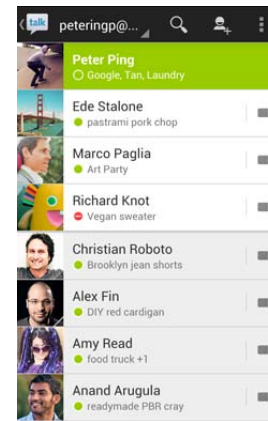 talk
peteringp@...
Peter Ping
Google, Tang, Laundry
Ede Stalone
pastrami pork chop
Marco Paglia
Art Party
Richard Knot
Vegan sweater
Christian Roboto
Brooklyn jean shorts
Alex Fin
DIY red cardigan
Amy Read
food truck +1
Anand Arugula
readymade PBR cray